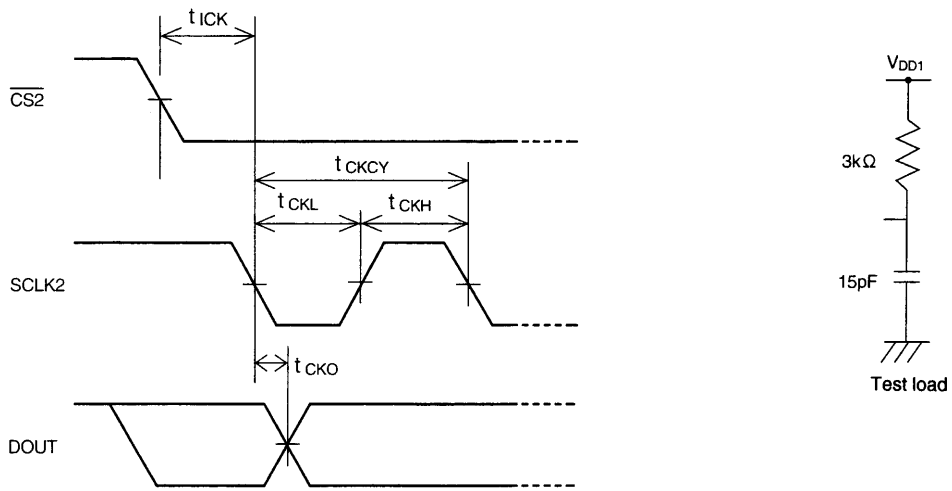 t ICK
CS2
t CKCY
t CKL
t CKH
SCLK2
t CKO
DOUT
VDD1
3kΩ
15pF
Test load